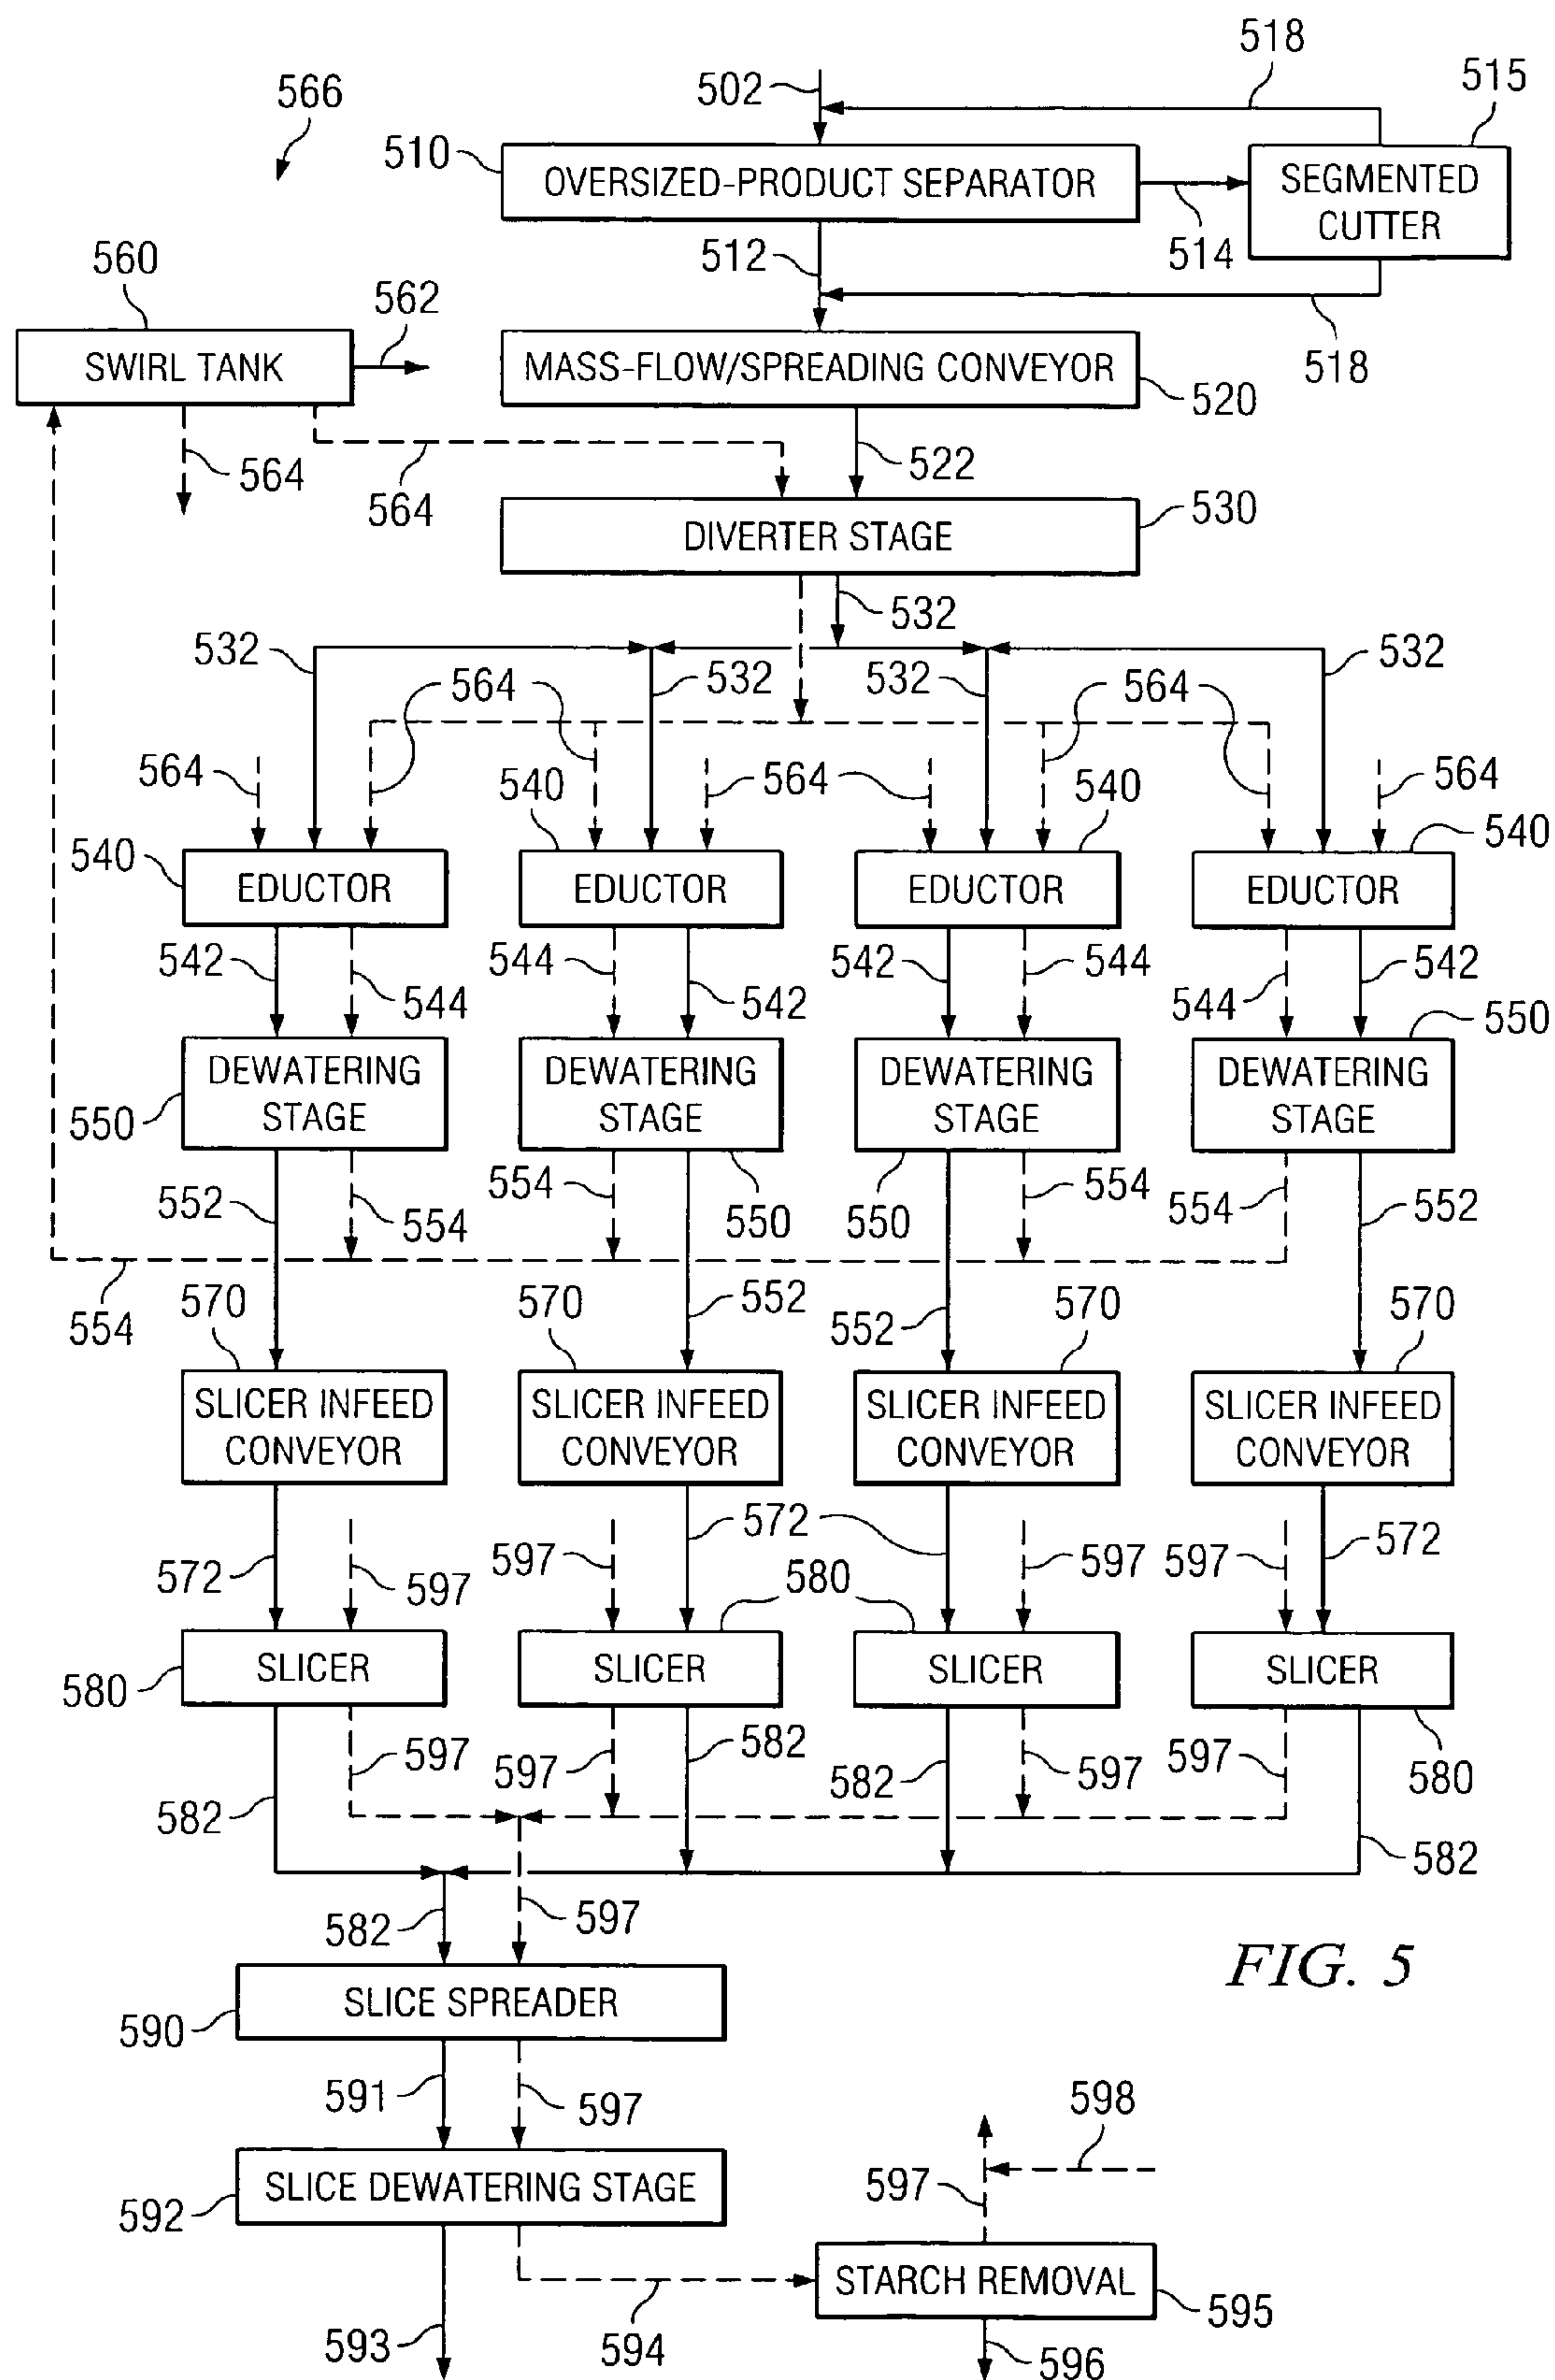 518
502
515
566
510
OVERSIZED-PRODUCT SEPARATOR
SEGMENTED
CUTTER
514
512
560
562
518
SWIRL TANK
MASS-FLOW/SPREADING CONVEYOR
520
564
564
522
530
DIVERTER STAGE
532
532
532
532
532
564
564
564
564
564
540
540
540
540
EDUCTOR
EDUCTOR
EDUCTOR
EDUCTOR
542
544
542
544
544
542
544
542
550
DEWATERING
STAGE
DEWATERING
STAGE
DEWATERING
STAGE
DEWATERING
STAGE
550
552
554
554
550
550
554
554
552
554
570
570
552
552
570
570
SLICER INFEED
CONVEYOR
SLICER INFEED
CONVEYOR
SLICER INFEED
CONVEYOR
SLICER INFEED
CONVEYOR
572
597
597
572
597
597
572
580
580
SLICER
SLICER
SLICER
SLICER
580
582
597
597
582
582
597
597
582
582
597
FIG. 5
590
SLICE SPREADER
591
597
598
592
SLICE DEWATERING STAGE
597
STARCH REMOVAL
595
593
594
596